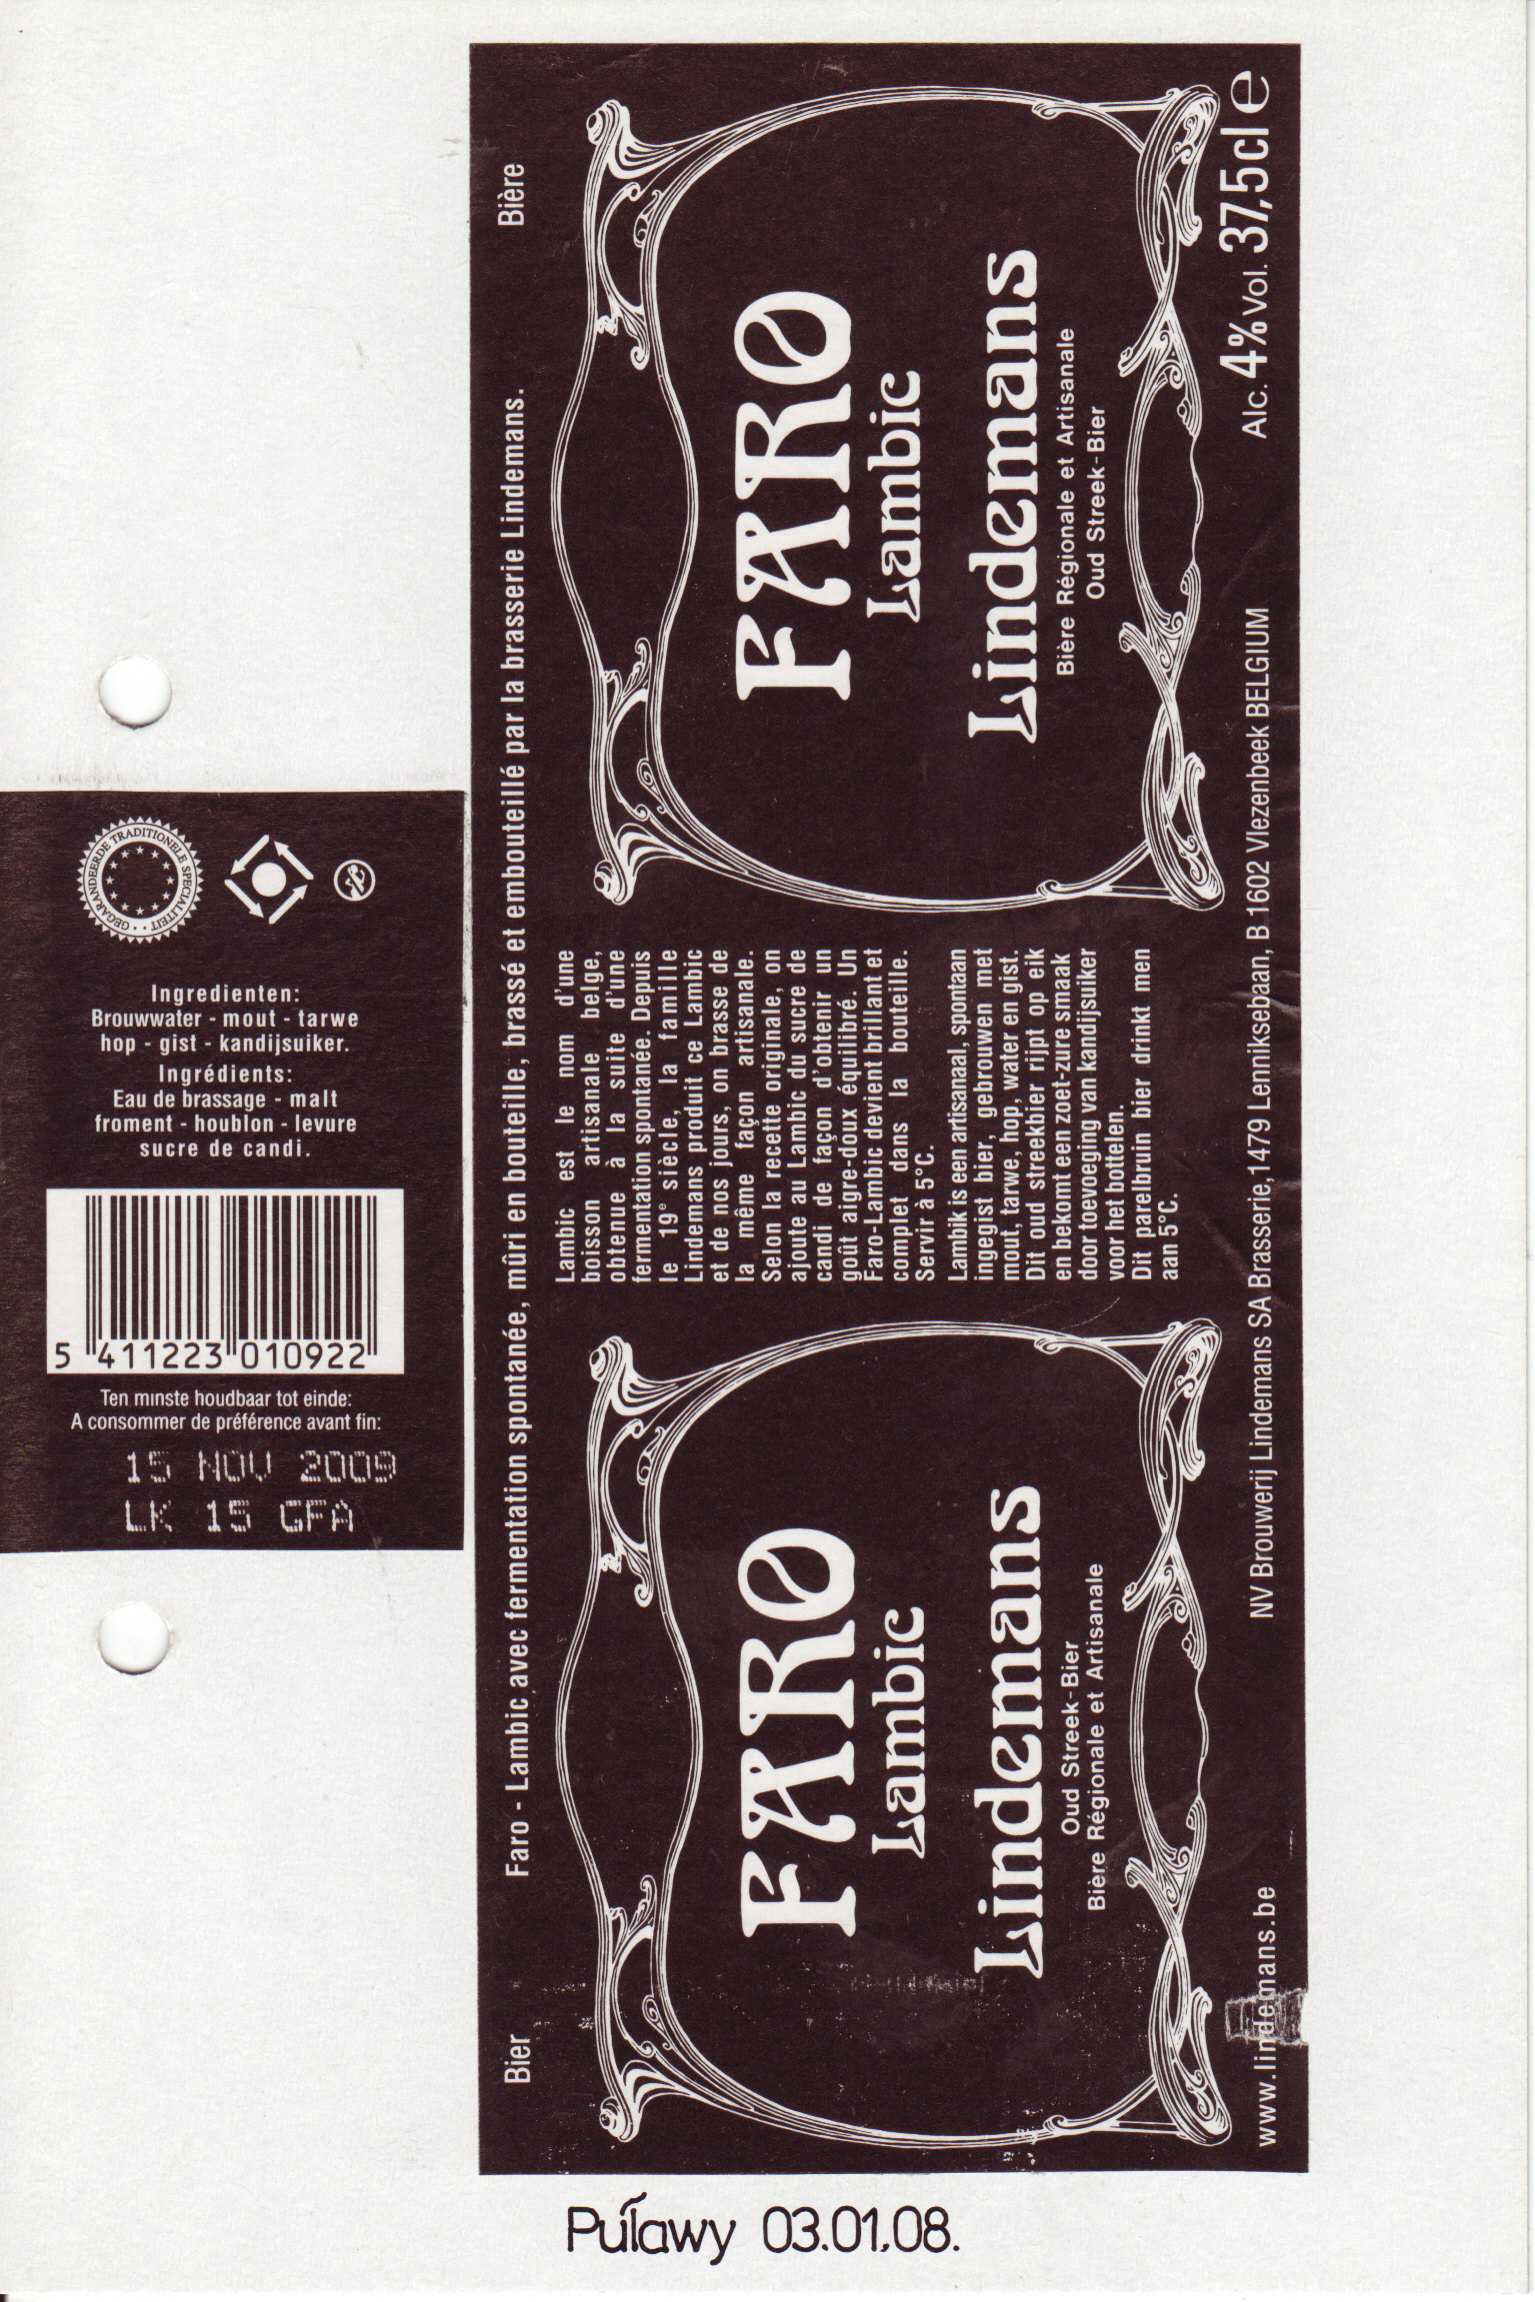 GEGARANDEERDE TRADITIONELE SPECIALITEIT
Ingredienten:
Brouwwater - mout - tarwe
hop - gist - kandijsuiker.
Ingrédients:
Eau de brassage - malt
froment - houblon - levure
sucre de candi.
5 411223 010922
Ten minste houdbaar tot einde:
A consommer de préférence avant fin:
15 NOV 2009
LK 15 GFA
Bier
Faro - Lambic avec fermentation spontanée, mûri en bouteille, brassé et embouteillé par la brasserie Lindemans.
Bière
FARO
Lambic
Lindemans
Oud Streek-Bier
Bière Régionale et Artisanale
Lambic est le nom d'une
boisson artisanale belge,
obtenue à la suite d'une
fermentation spontanée. Depuis
le 19e siècle, la famille
Lindemans produit ce Lambic
et de nos jours, on brasse de
la même façon artisanale.
Selon la recette originale, on
ajoute au Lambic du sucre de
candi de façon d'obtenir un
goût aigre-doux équilibré. Un
Faro-Lambic devient brillant et
complet dans la bouteille.
Servir à 5°C.
Lambik is een artisanaal, spontaan
ingegist bier, gebrouwen met
mout, tarwe, hop, water en gist.
Dit oud streekbier rijpt op eik
en bekomt een zoet-zure smaak
door toevoeging van kandijsuiker
voor het bottelen.
Dit parelbruin bier drinkt men
aan 5°C.
FARO
Lambic
Lindemans
Bière Régionale et Artisanale
Oud Streek-Bier
www.lindemans.be
NV Brouwerij Lindemans SA Brasserie, 1479 Lenniksebaan, B 1602 Vlezenbeek BELGIUM
Alc. 4% Vol. 37,5cl e
Puławy 03.01.08.